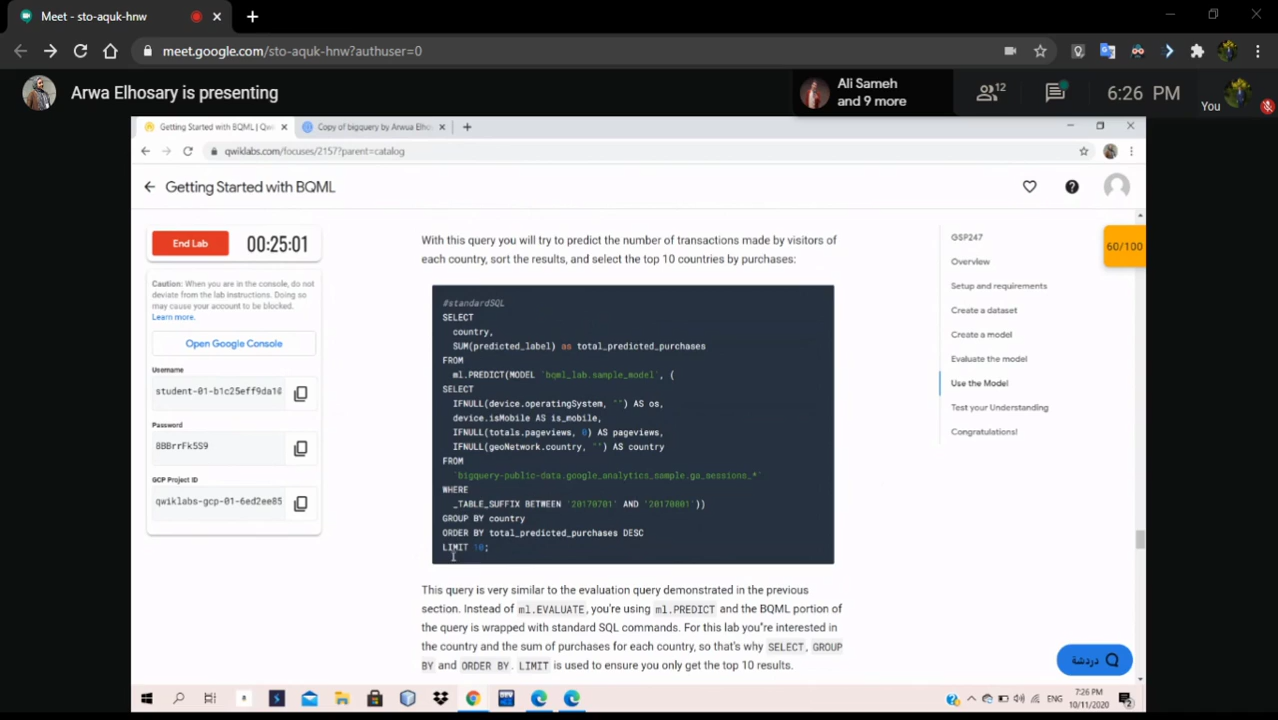 Meet - sto-aquk-hnw
meet.google.com/sto-aquk-hnw?authuser=0
Arwa Elhosary is presenting
Ali Sameh
and 9 more
12
6:26 PM
You
Getting Started with BQML | Qwi
Copy of bigquery by Arwua Elho
qwiklabs.com/focuses/2157?parent=catalog
Getting Started with BQML
End Lab
00:25:01
Caution: When you are in the console, do not
deviate from the lab instructions. Doing so
may cause your account to be blocked.
Learn more.
Open Google Console
Username
student-01-b1c25eff9da10
Password
8BBrrFk5S9
GCP Project ID
qwiklabs-gcp-01-6ed2ee85
With this query you will try to predict the number of transactions made by visitors of
each country, sort the results, and select the top 10 countries by purchases:
#standardSQL
SELECT
country,
SUM(predicted_label) as total_predicted_purchases
FROM
ml.PREDICT(MODEL `bqml_lab.sample_model`, (
SELECT
IFNULL(device.operatingSystem, "") AS os,
device.isMobile AS is_mobile,
IFNULL(totals.pageviews, 0) AS pageviews,
IFNULL(geoNetwork.country, "") AS country
FROM
`bigquery-public-data.google_analytics_sample.ga_sessions_*`
WHERE
_TABLE_SUFFIX BETWEEN '20170701' AND '20170801'))
GROUP BY country
ORDER BY total_predicted_purchases DESC
LIMIT 10;
This query is very similar to the evaluation query demonstrated in the previous
section. Instead of ml.EVALUATE, you're using ml.PREDICT and the BQML portion of
the query is wrapped with standard SQL commands. For this lab you"re interested in
the country and the sum of purchases for each country, so that's why SELECT, GROUP
BY and ORDER BY. LIMIT is used to ensure you only get the top 10 results.
GSP247
Overview
Setup and requirements
Create a dataset
Create a model
Evaluate the model
Use the Model
Test your Understanding
Congratulations!
60/100
دردشة
ENG
7:26 PM
10/11/2020
2